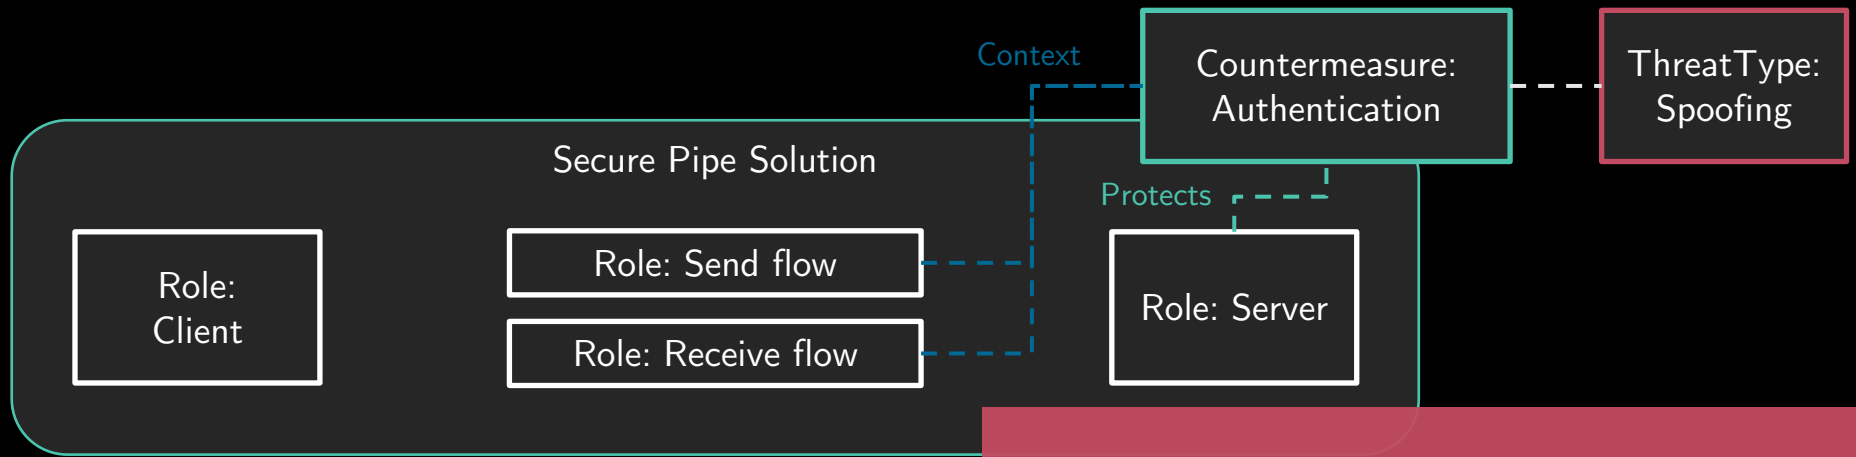 Context
Countermeasure:
Authentication
ThreatType:
Spoofing
Secure Pipe Solution
Protects
Role:
Client
Role: Send flow
Role: Receive flow
Role: Server